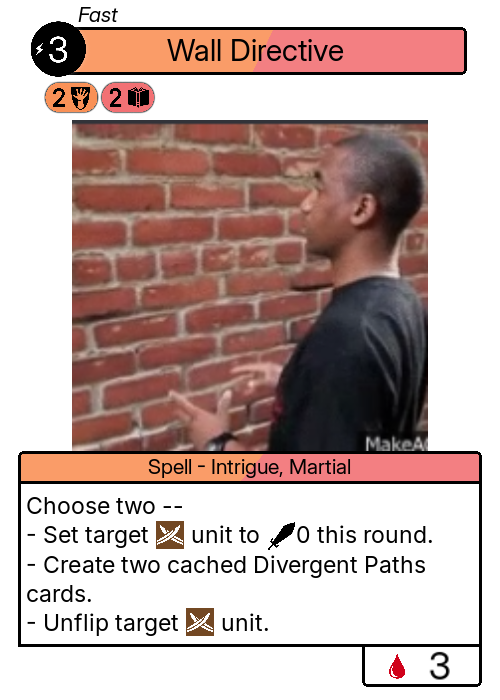 Fast
3
Wall Directive
2 2
MakeA
Spell - Intrigue, Martial
Choose two --
- Set target unit to 0 this round.
- Create two cached Divergent Paths
cards.
- Unflip target unit.
3